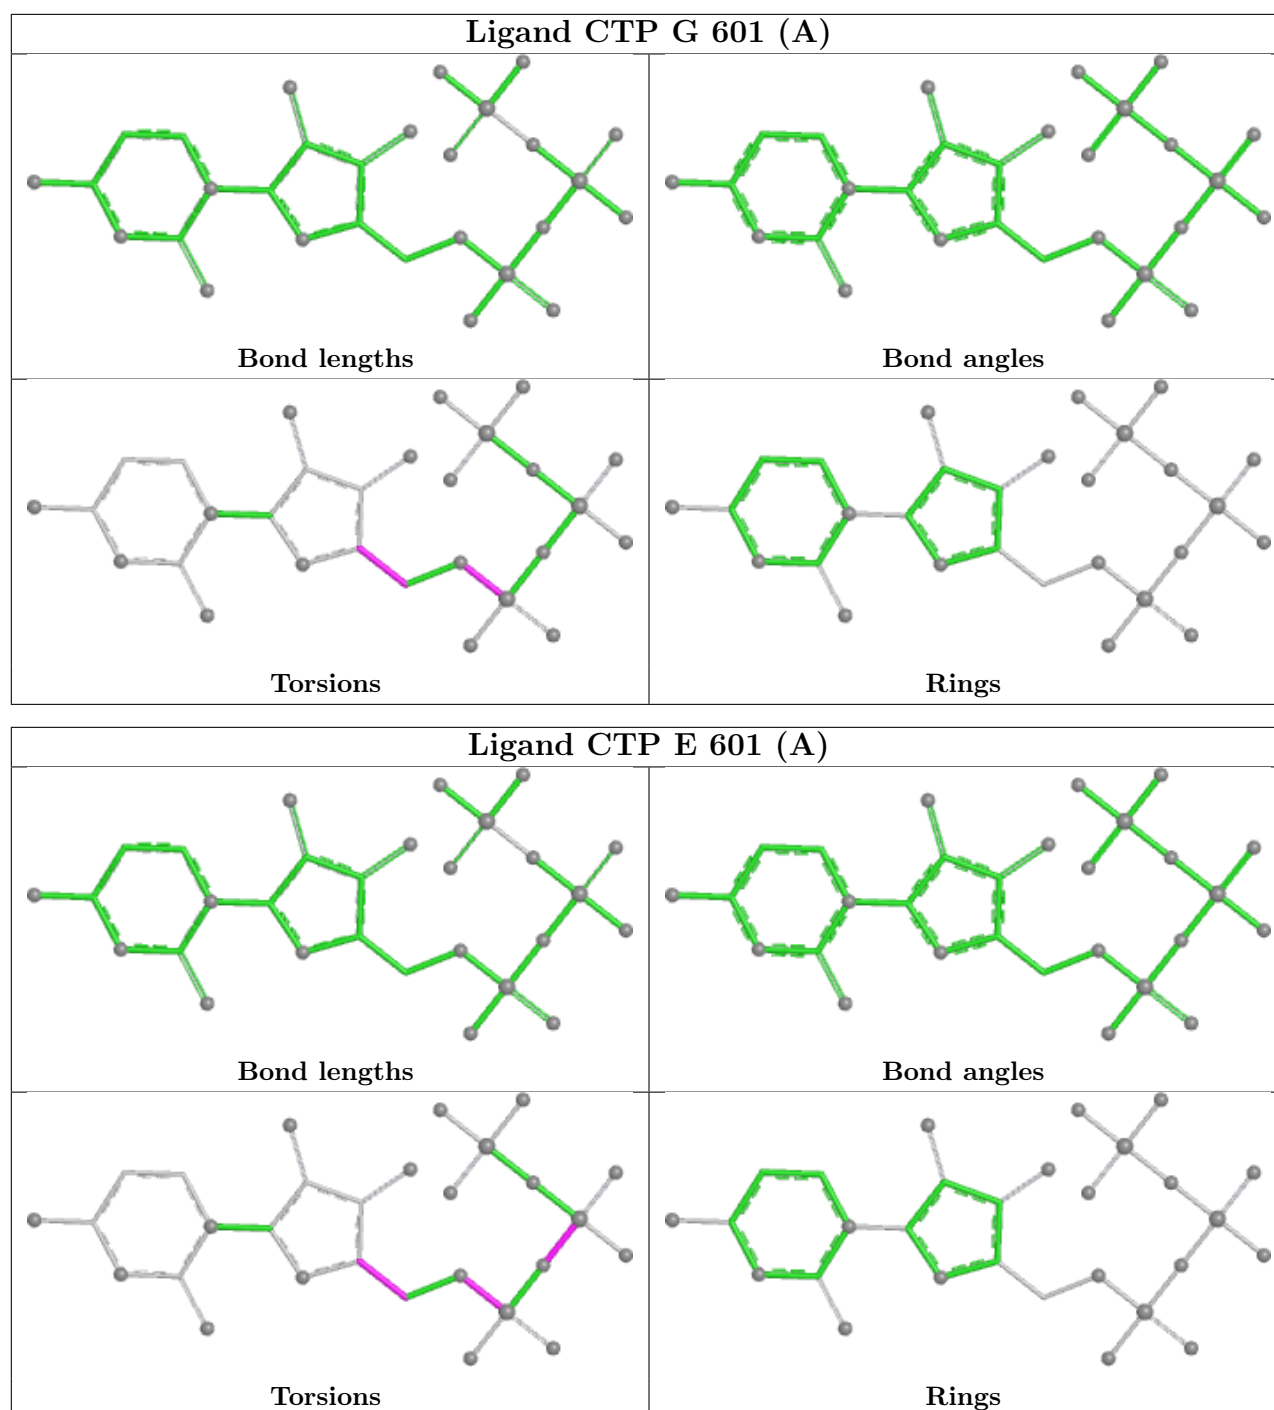 Ligand CTP G 601 (A)
Bond lengths
Bond angles
Torsions
Rings
Ligand CTP E 601 (A)
Bond lengths
Bond angles
Torsions
Rings